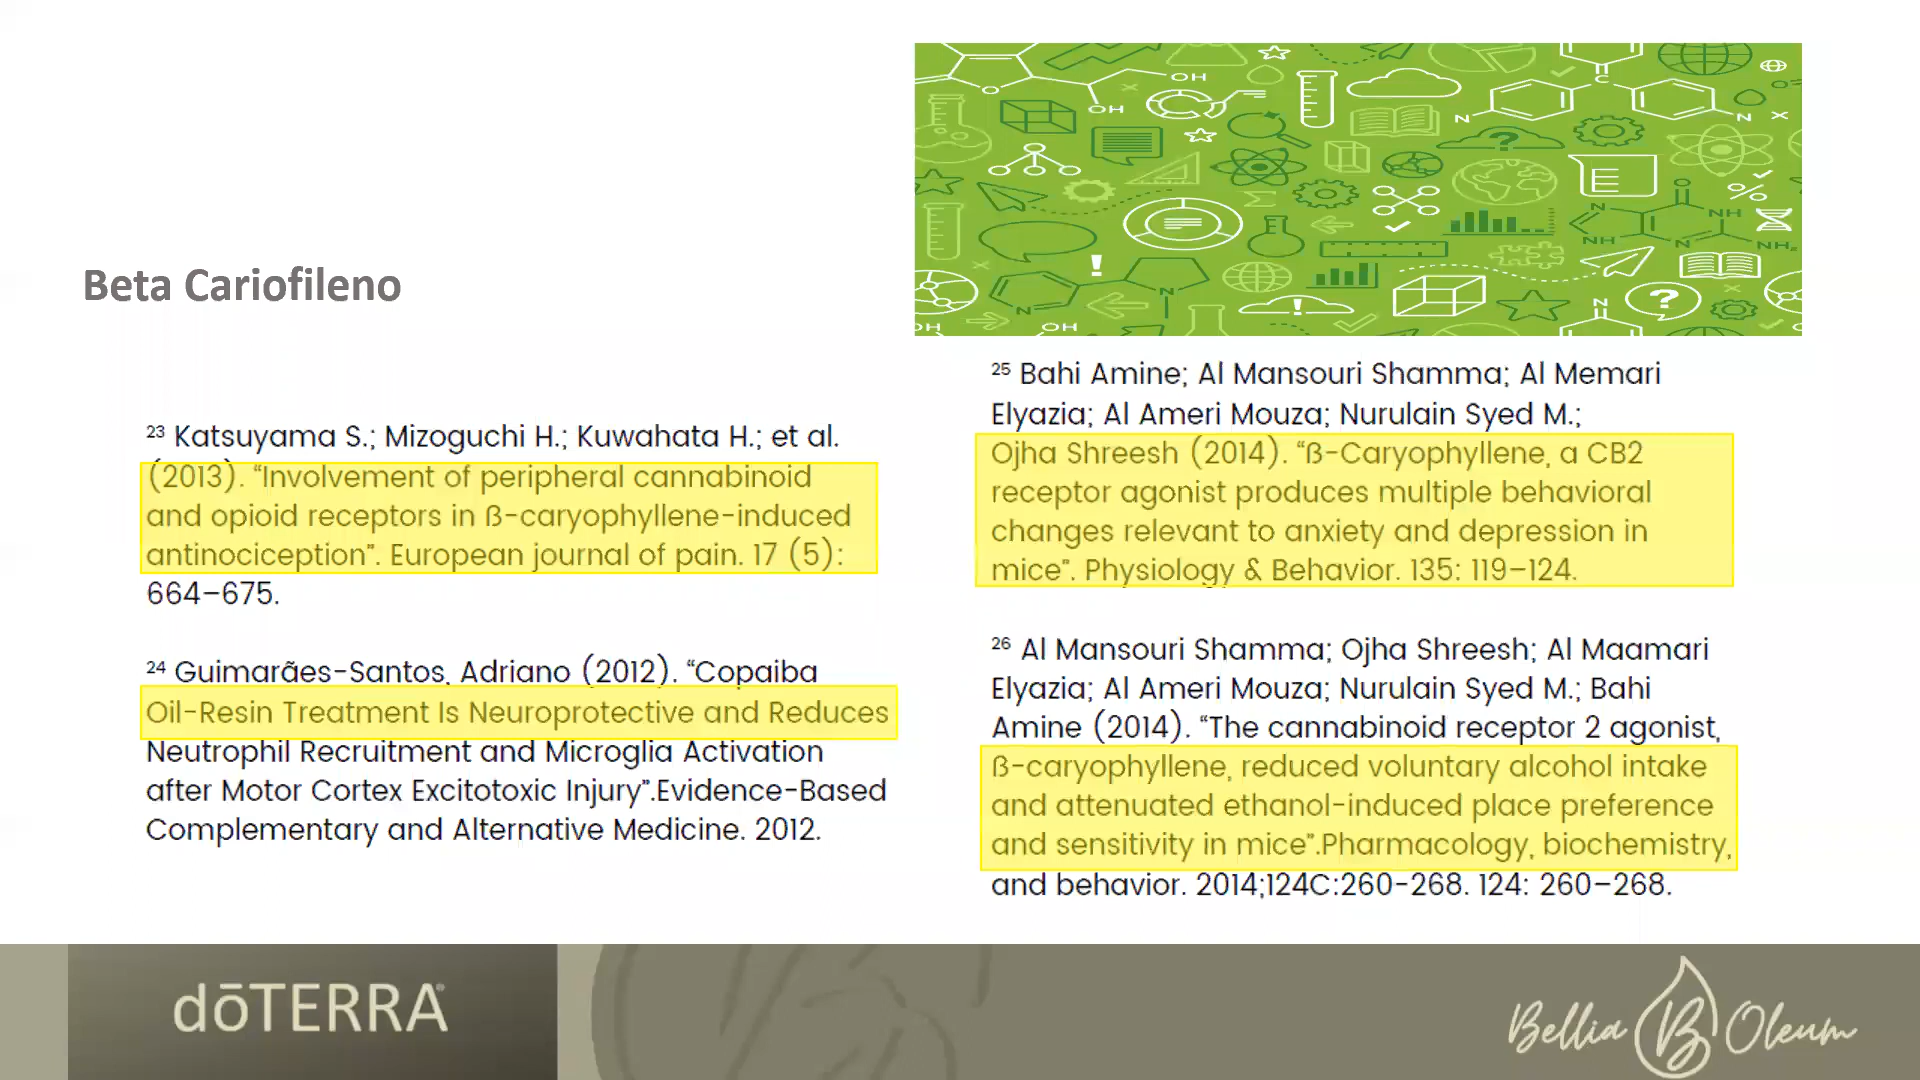 Beta Cariofileno
²³ Katsuyama S.; Mizoguchi H.; Kuwahata H.; et al.
(2013). “Involvement of peripheral cannabinoid
and opioid receptors in ß-caryophyllene-induced
antinociception”. European journal of pain. 17 (5):
664–675.
²⁴ Guimarães-Santos, Adriano (2012). “Copaiba
Oil-Resin Treatment Is Neuroprotective and Reduces
Neutrophil Recruitment and Microglia Activation
after Motor Cortex Excitotoxic Injury”.Evidence-Based
Complementary and Alternative Medicine. 2012.
OH
OH
C
N
N
N
NH
NH
N
NH₂
N
N
N
OH
OH
²⁵ Bahi Amine; Al Mansouri Shamma; Al Memari
Elyazia; Al Ameri Mouza; Nurulain Syed M.;
Ojha Shreesh (2014). “ß-Caryophyllene, a CB2
receptor agonist produces multiple behavioral
changes relevant to anxiety and depression in
mice”. Physiology & Behavior. 135: 119–124.
²⁶ Al Mansouri Shamma; Ojha Shreesh; Al Maamari
Elyazia; Al Ameri Mouza; Nurulain Syed M.; Bahi
Amine (2014). “The cannabinoid receptor 2 agonist,
ß-caryophyllene, reduced voluntary alcohol intake
and attenuated ethanol-induced place preference
and sensitivity in mice”.Pharmacology, biochemistry,
and behavior. 2014;124C:260-268. 124: 260–268.
dōTERRA®
Bellia B Oleum